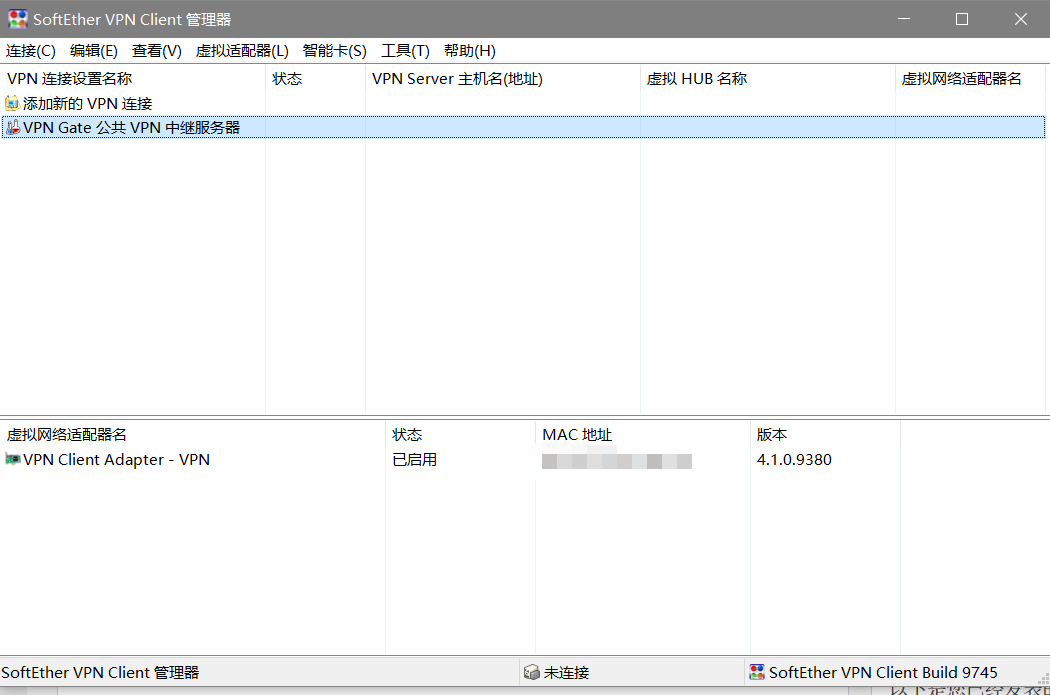 SoftEther VPN Client 管理器
连接(C) 编辑(E) 查看(V) 虚拟适配器(L) 智能卡(S) 工具(T) 帮助(H)
VPN 连接设置名称 状态 VPN Server 主机名(地址) 虚拟 HUB 名称 虚拟网络适配器名
添加新的 VPN 连接
VPN Gate 公共 VPN 中继服务器
虚拟网络适配器名 状态 MAC 地址 版本
VPN Client Adapter - VPN 已启用 4.1.0.9380
SoftEther VPN Client 管理器 未连接 SoftEther VPN Client Build 9745